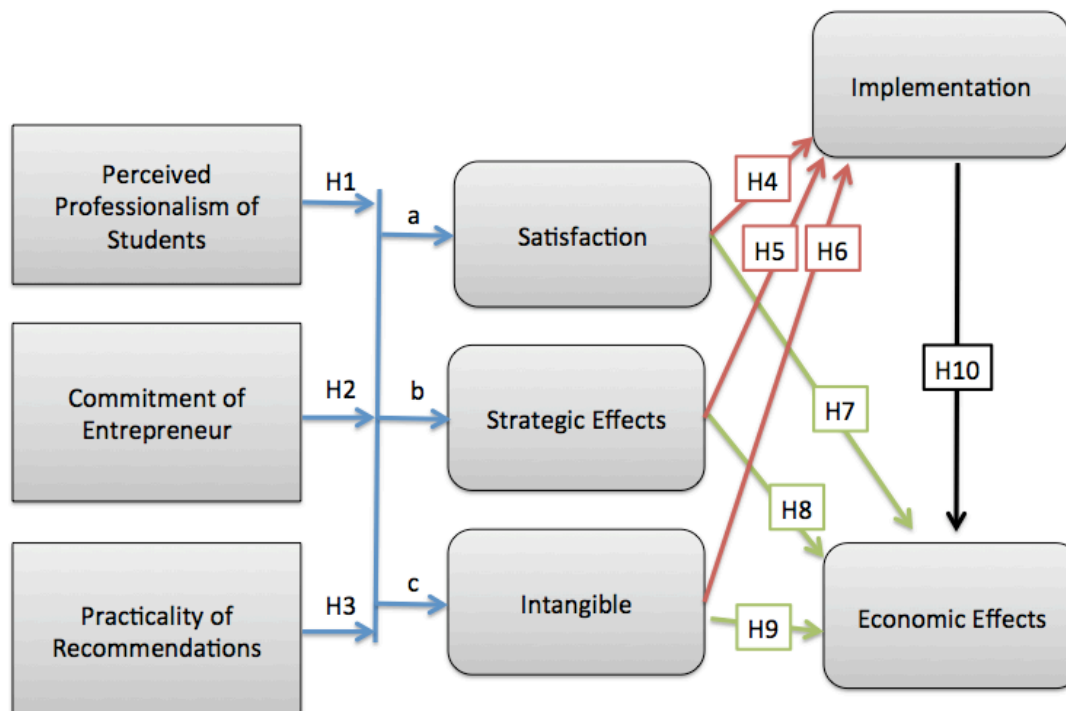 Implementation
Perceived
Professionalism of
Students
H1
a
Satisfaction
H4
H5
H6
Commitment of
Entrepreneur
H2
b
Strategic Effects
H7
H10
H8
Practicality of
Recommendations
H3
c
Intangible
H9
Economic Effects